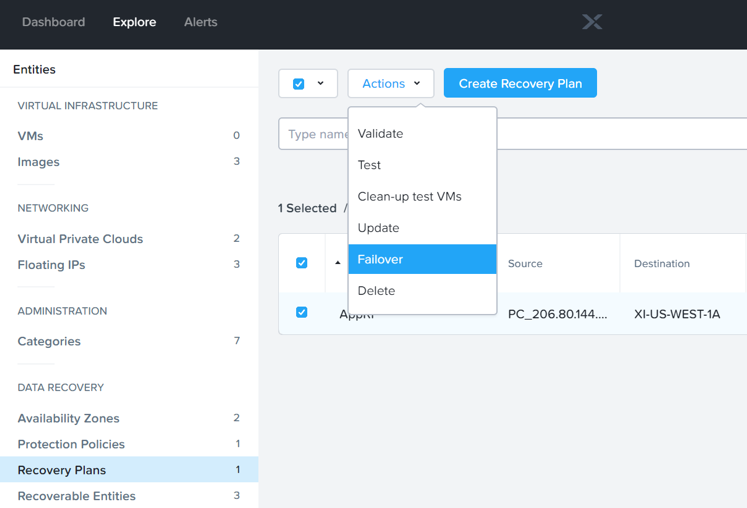 Dashboard Explore Alerts
Entities
VIRTUAL INFRASTRUCTURE
VMs 0
Images 3
NETWORKING
Virtual Private Clouds 2
Floating IPs 3
ADMINISTRATION
Categories 7
DATA RECOVERY
Availability Zones 2
Protection Policies 1
Recovery Plans 1
Recoverable Entities 3
Actions Create Recovery Plan
Type name
Validate
Test
Clean-up test VMs
Update
Failover
Delete
1 Selected /
Source Destination
AppRP PC_206.80.144.... XI-US-WEST-1A